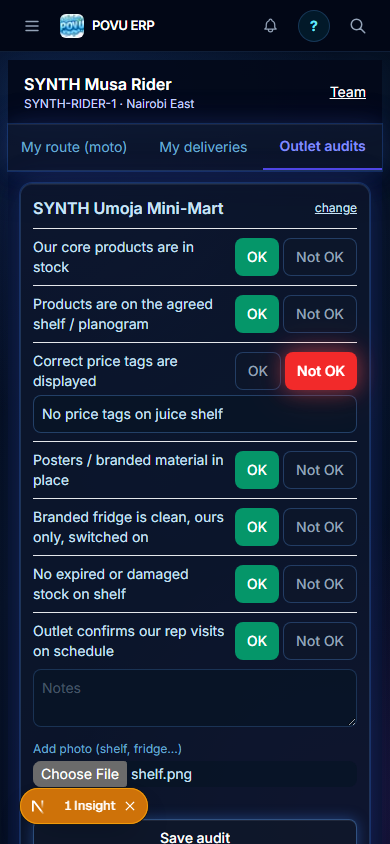 POVU
POVU ERP
?
SYNTH Musa Rider
SYNTH-RIDER-1 · Nairobi East
Team
My route (moto)
My deliveries
Outlet audits
SYNTH Umoja Mini-Mart
change
Our core products are in
stock
OK
Not OK
Products are on the agreed
shelf / planogram
OK
Not OK
Correct price tags are
displayed
OK
Not OK
No price tags on juice shelf
Posters / branded material in
place
OK
Not OK
Branded fridge is clean, ours
only, switched on
OK
Not OK
No expired or damaged
stock on shelf
OK
Not OK
Outlet confirms our rep visits
on schedule
OK
Not OK
Notes
Add photo (shelf, fridge...)
Choose File shelf.png
N 1 Insight
Save audit